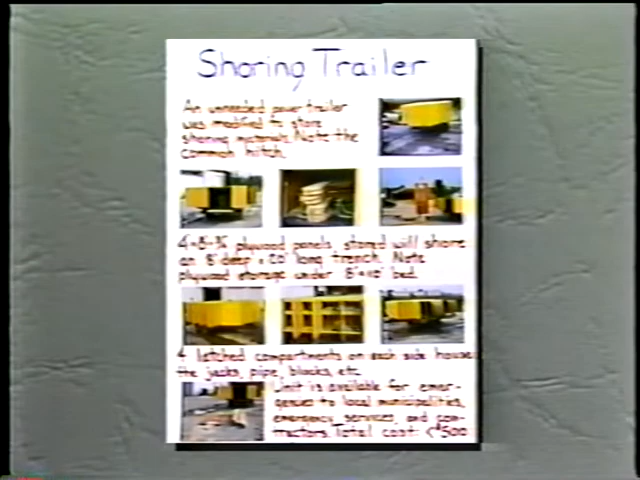 Shoring Trailer
An unneeded power trailer
was modified to store
shoring materials. Note the
common hitch.
4'x8'x¾ plywood panels, stored will shore
an 8' deep x 20' long trench. Note
plywood storage under 8'x10' bed.
4 latched compartments on each side house
the jacks, pipe, blocks, etc
Unit is available for emer-
gencies to local municipalities,
emergency services, and con-
tractors. Total cost: <$500